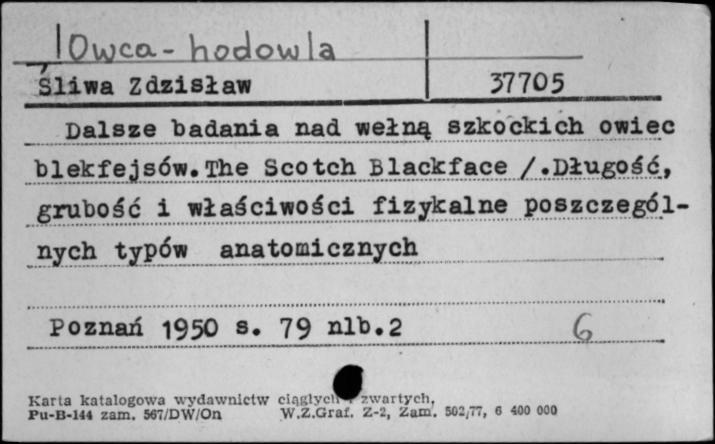 Owca - hodowla
Śliwa Zdzisław 37705
Dalsze badania nad wełną szkockich owiec
blekfejsów.The Scotch Blackface /.Długość,
grubość i właściwości fizykalne poszczegól-
nych typów anatomicznych
Poznań 1950 s. 79 nlb.2 6
Karta katalogowa wydawnictw ciągłych i zwartych,
Pu-B-144 zam. 567/DW/On W.Z.Graf. Z-2, Zam. 502/77, 6 400 000